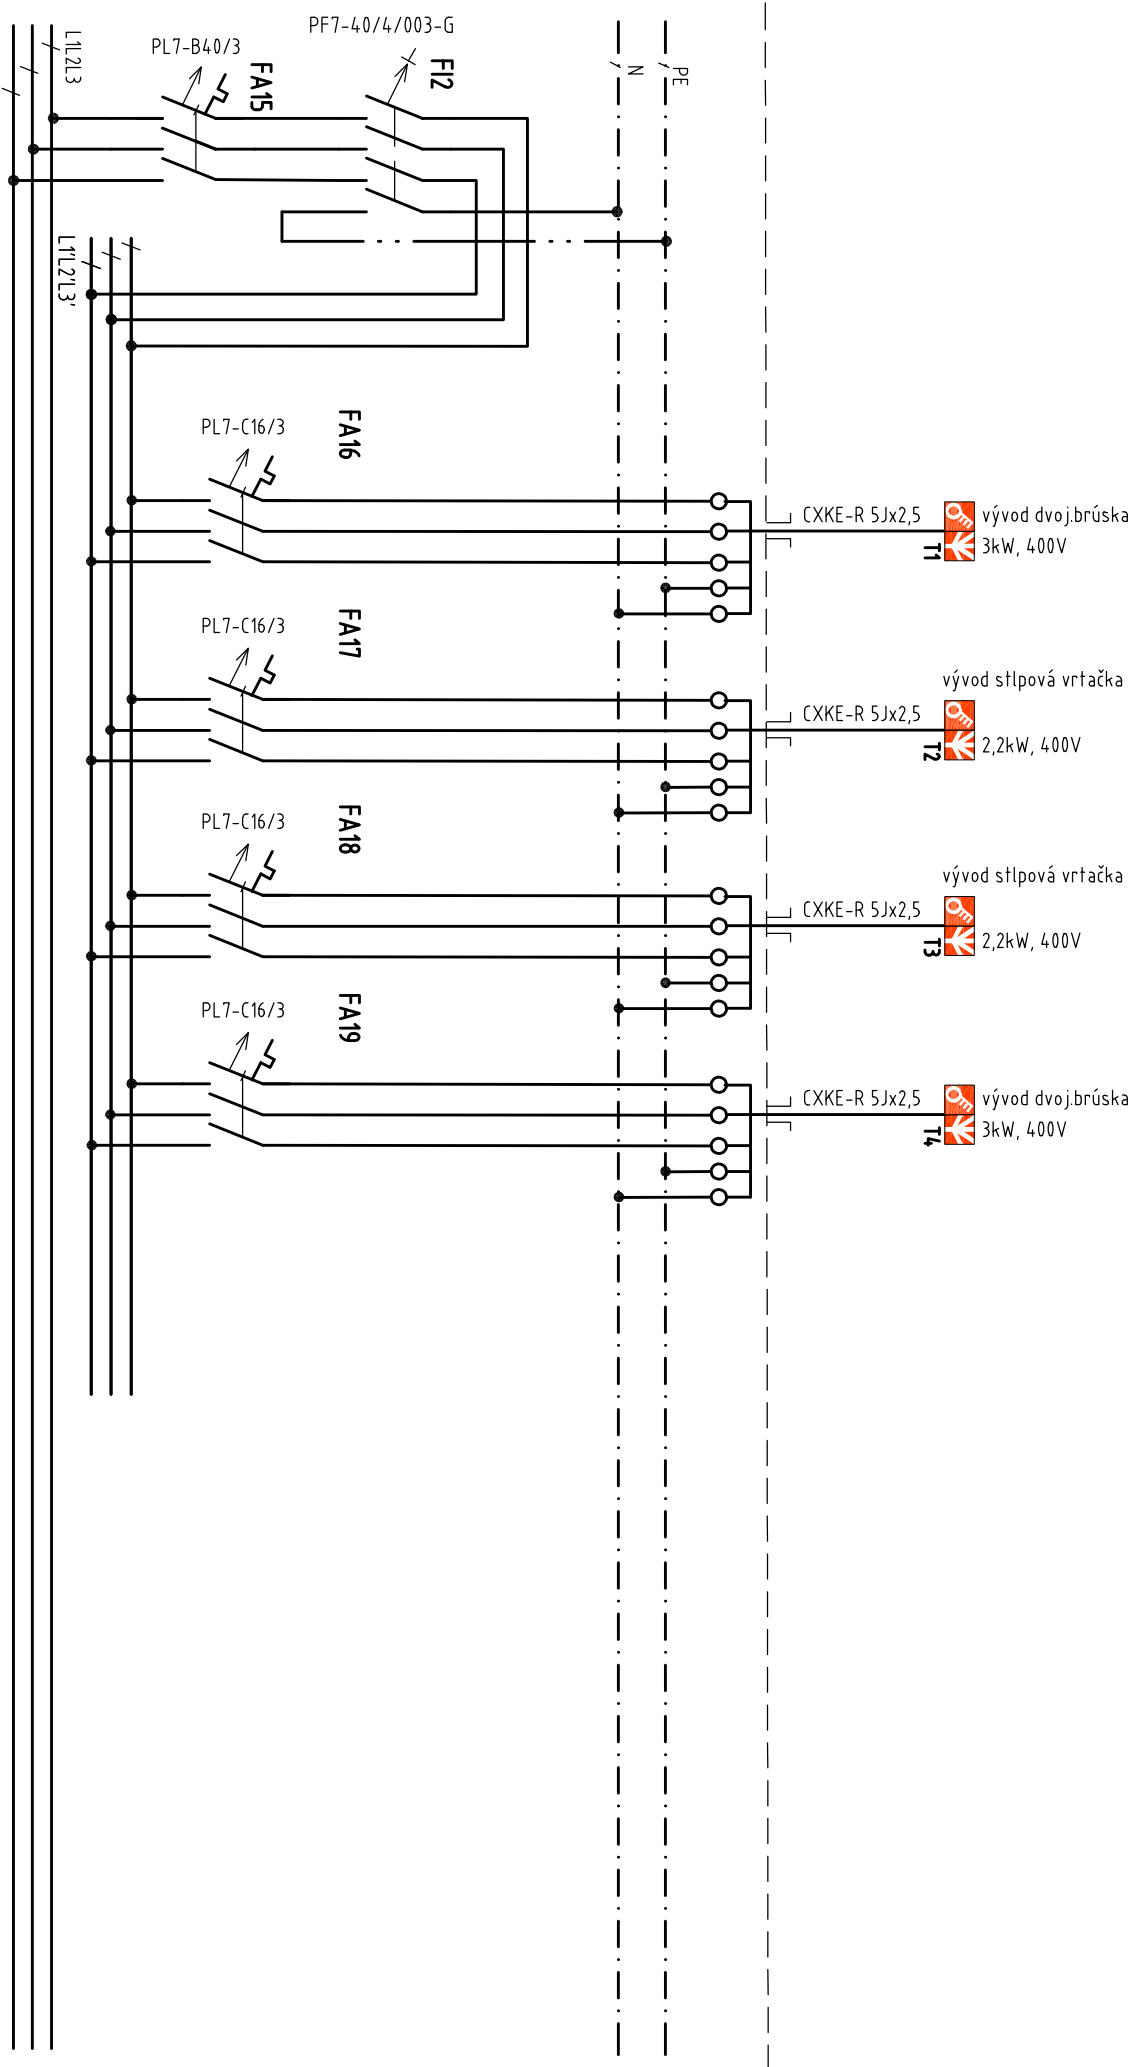 PF7-40/4/003-G
PL7-B40/3
L1L2L3
FA15
FI2
N
PE
L1'L2'L3'
FA16
PL7-C16/3
CXKE-R 5Jx2,5
T1
vývod dvoj.brúska
3kW, 400V
FA17
PL7-C16/3
CXKE-R 5Jx2,5
T2
vývod stlpová vrtačka
2,2kW, 400V
FA18
PL7-C16/3
CXKE-R 5Jx2,5
T3
vývod stlpová vrtačka
2,2kW, 400V
FA19
PL7-C16/3
CXKE-R 5Jx2,5
T4
vývod dvoj.brúska
3kW, 400V